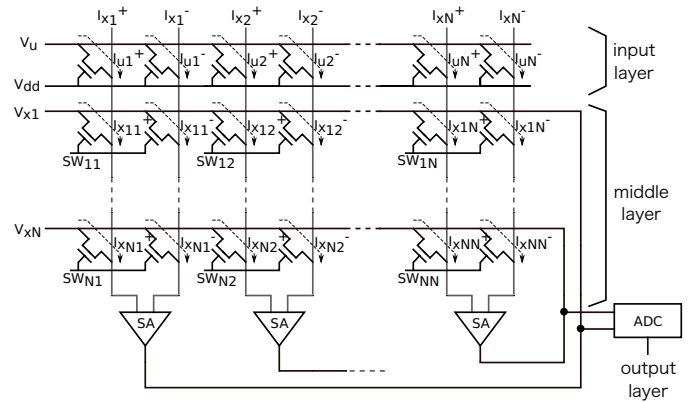 Ix1+ Ix1- Ix2+ Ix2- IxN+ IxN-
Vu Iu1+ Iu1- Iu2+ Iu2- IuN+ IuN-
input
layer
Vdd
Vx1 Ix11+ Ix11- Ix12+ Ix12- Ix1N+ Ix1N-
SW11 SW12 SW1N
middle
layer
VxN IxN1+ IxN1- IxN2+ IxN2- IxNN+ IxNN-
SWN1 SWN2 SWNN
SA SA SA ADC
output
layer